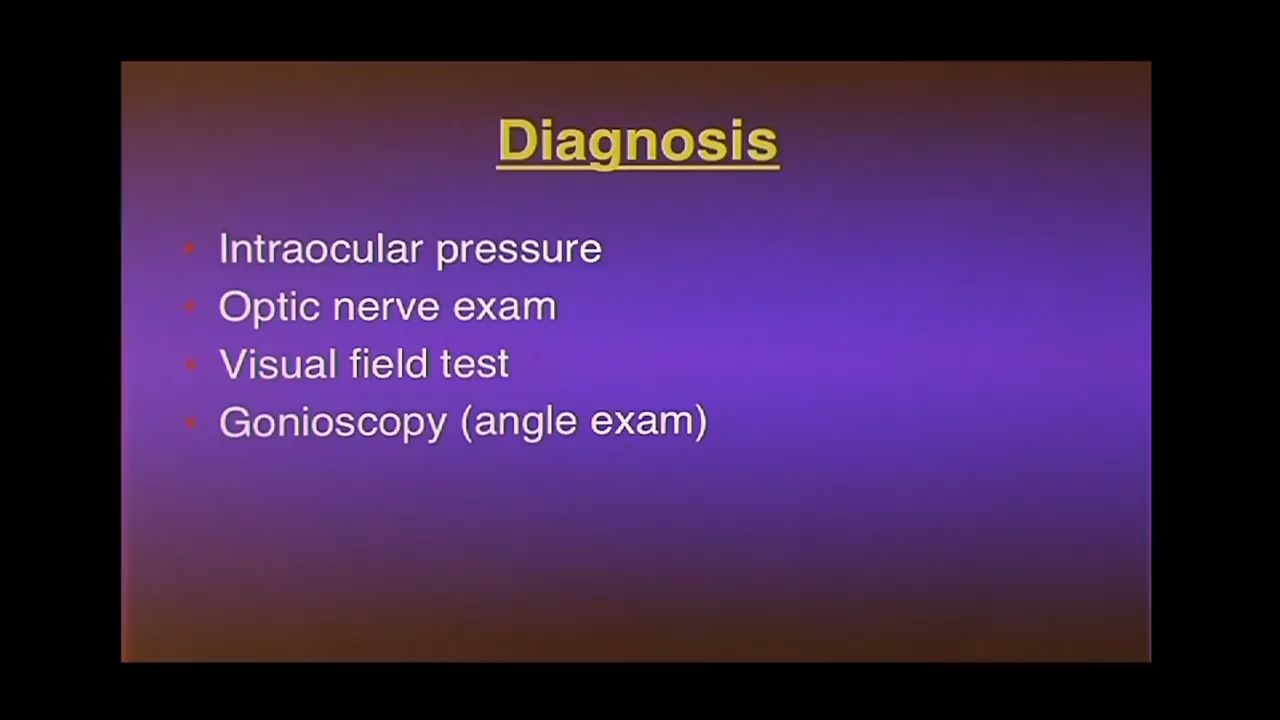 Diagnosis
• Intraocular pressure
• Optic nerve exam
• Visual field test
• Gonioscopy (angle exam)